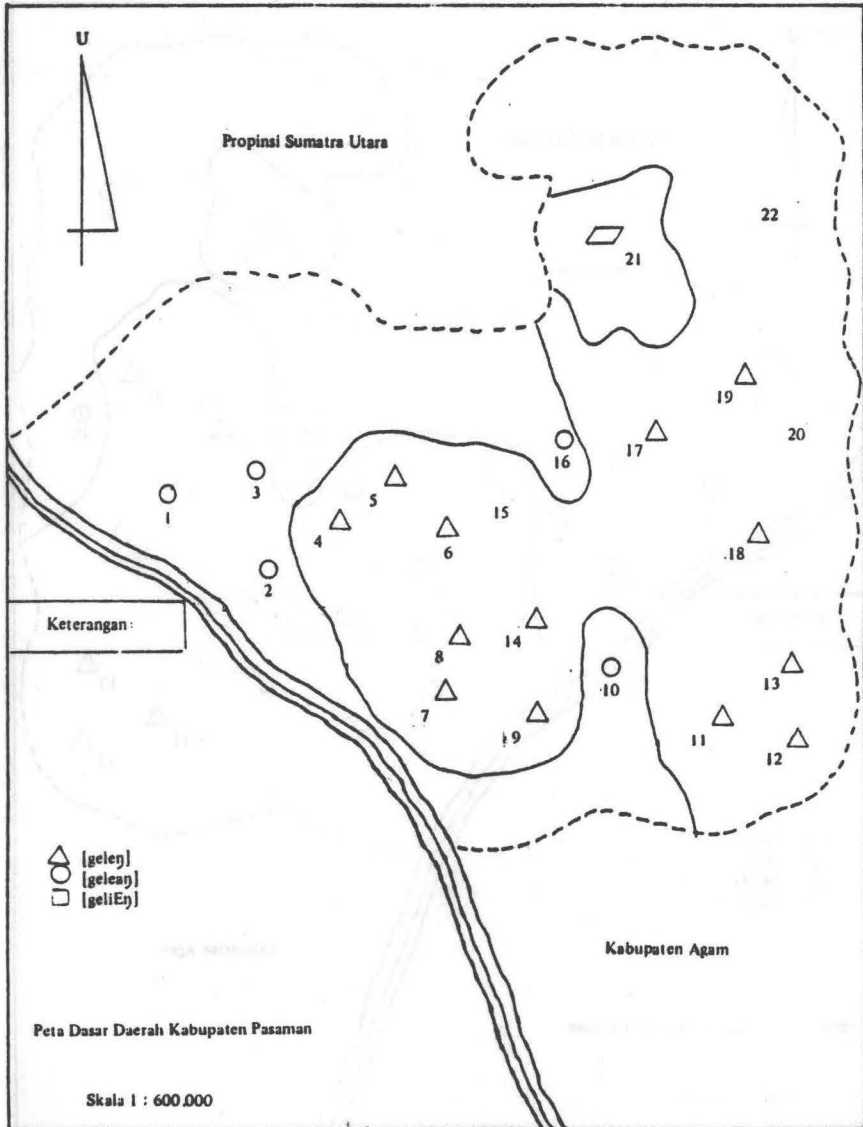 U
Propinsi Sumatra Utara
22
21
19
20
17
16
3
5
15
1
4
6
18
2
Keterangan:
14
8
13
10
7
11
9
12
[geleŋ]
[geleaŋ]
[geliEŋ]
Kabupaten Agam
Peta Dasar Daerah Kabupaten Pasaman
Skala 1 : 600.000